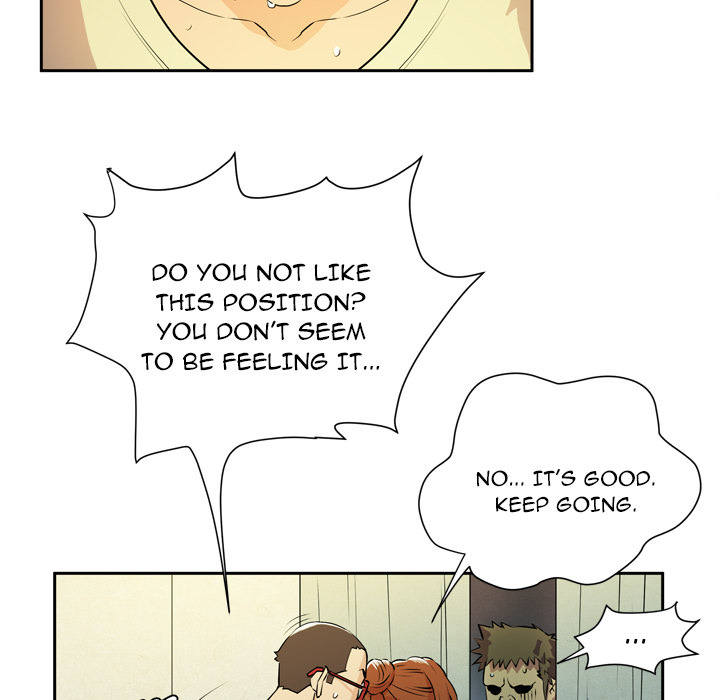 DO YOU NOT LIKE
THIS POSITION?
YOU DON'T SEEM
TO BE FEELING IT...
NO... IT'S GOOD.
KEEP GOING.
...